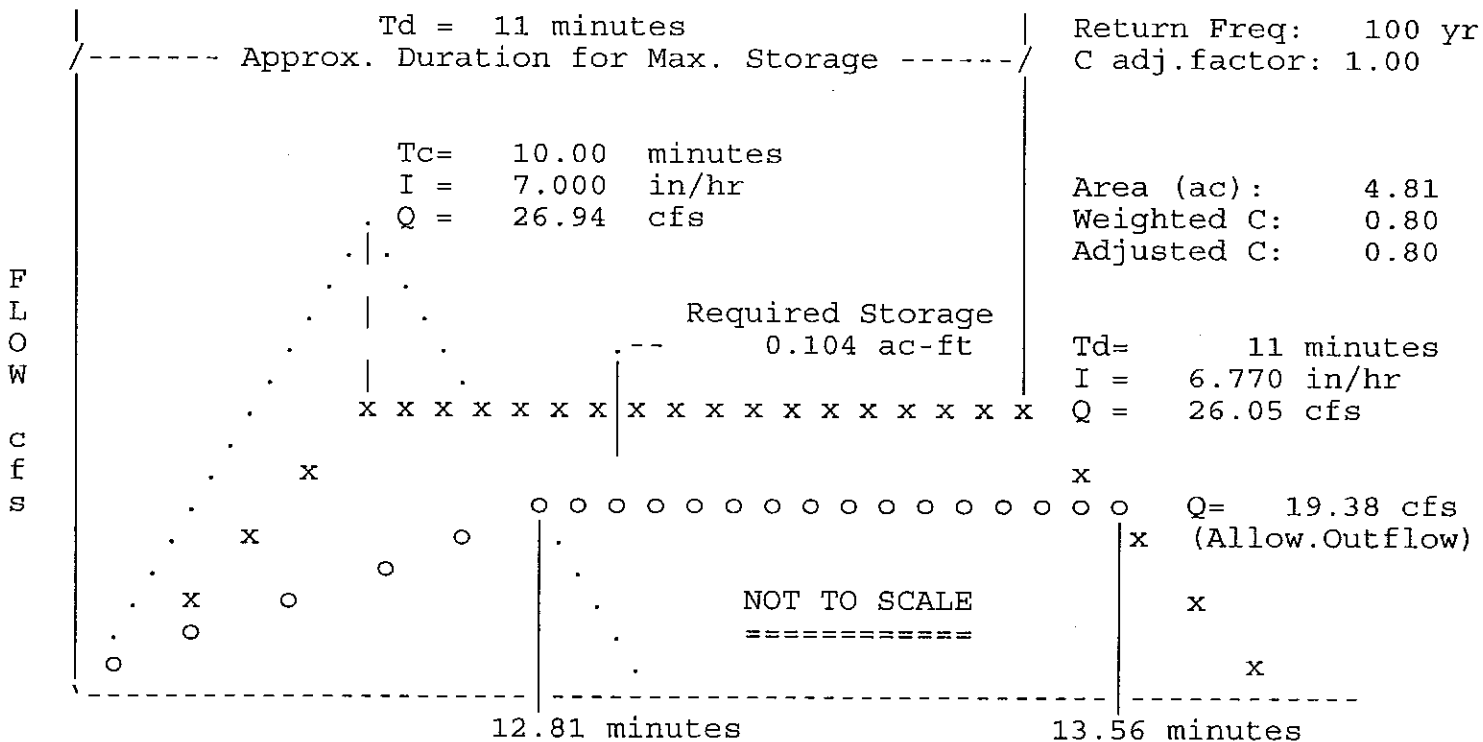 Td = 11 minutes
Return Freq: 100 yr
/------- Approx. Duration for Max. Storage ------/
C adj.factor: 1.00
Tc= 10.00 minutes
I = 7.000 in/hr
Q = 26.94 cfs
Area (ac): 4.81
Weighted C: 0.80
Adjusted C: 0.80
FLOW cfs
Required Storage
0.104 ac-ft
Td= 11 minutes
I = 6.770 in/hr
x x x x x x x x x x x x x x x x x x
Q = 26.05 cfs
x x
o o o o o o o o o o o o o o o o
Q= 19.38 cfs
x o x
(Allow.Outflow)
o
x o
NOT TO SCALE
x
o
============
o
x
12.81 minutes
13.56 minutes